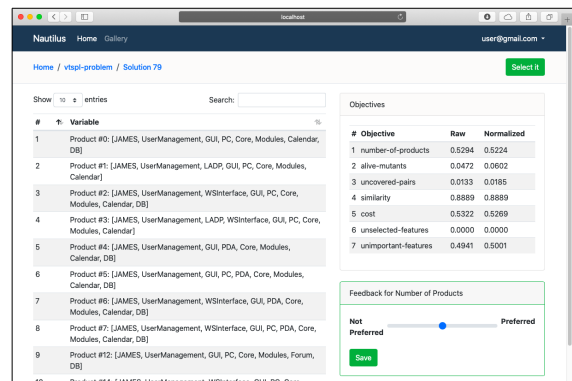 localhost
Nautilus Home Gallery user@gmail.com
Home / vtspl-problem / Solution 79 Select it
Show 10 entries Search:
# Variable
1 Product #0: [JAMES, UserManagement, GUI, PC, Core, Modules, Calendar,
DB]
2 Product #1: [JAMES, UserManagement, LADP, GUI, PC, Core, Modules,
Calendar]
3 Product #2: [JAMES, UserManagement, WSInterface, GUI, PC, Core,
Modules, Calendar, DB]
4 Product #3: [JAMES, UserManagement, LADP, WSInterface, GUI, PC, Core,
Modules, Calendar]
5 Product #4: [JAMES, UserManagement, GUI, PDA, Core, Modules,
Calendar, DB]
6 Product #5: [JAMES, UserManagement, GUI, PC, PDA, Core, Modules,
Calendar, DB]
7 Product #6: [JAMES, UserManagement, WSInterface, GUI, PDA, Core,
Modules, Calendar, DB]
8 Product #7: [JAMES, UserManagement, WSInterface, GUI, PC, PDA, Core,
Modules, Calendar, DB]
9 Product #12: [JAMES, UserManagement, GUI, PC, Core, Modules, Forum,
DB]
Objectives
# Objective Raw Normalized
1 number-of-products 0.5294 0.5224
2 alive-mutants 0.0472 0.0602
3 uncovered-pairs 0.0133 0.0185
4 similarity 0.8889 0.8889
5 cost 0.5322 0.5269
6 unselected-features 0.0000 0.0000
7 unimportant-features 0.4941 0.5001
Feedback for Number of Products
Not Preferred
Preferred
Save